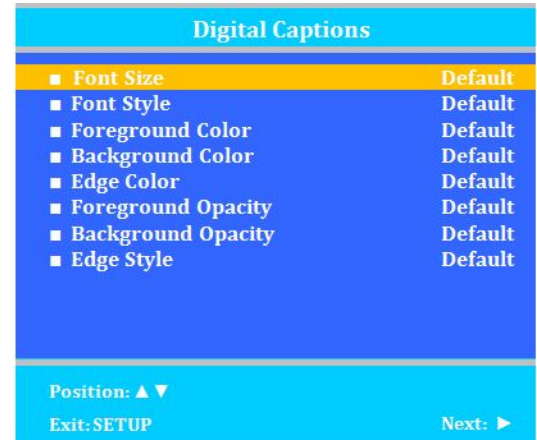 Digital Captions
■ Font Size Default
■ Font Style Default
■ Foreground Color Default
■ Background Color Default
■ Edge Color Default
■ Foreground Opacity Default
■ Background Opacity Default
■ Edge Style Default
Position: ▲ ▼
Exit: SETUP Next: ►